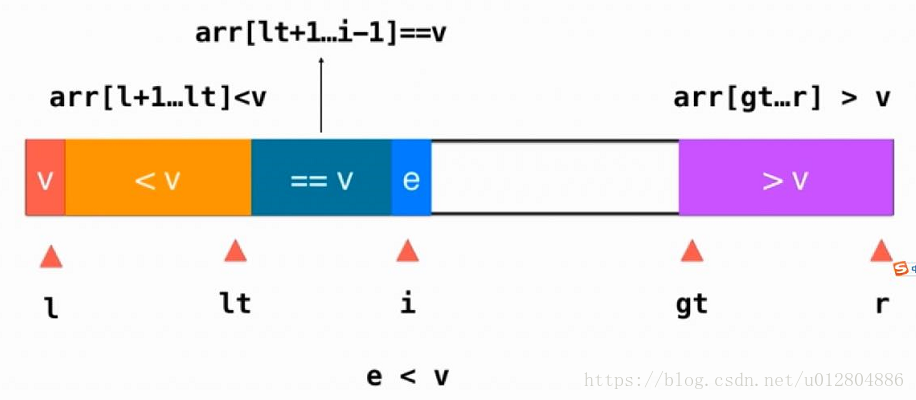 arr[lt+1…i-1]==v
arr[l+1…lt]<v
arr[gt…r] > v
v
< v
== v
e
> v
l
lt
i
gt
r
e < v
https://blog.csdn.net/u012804886